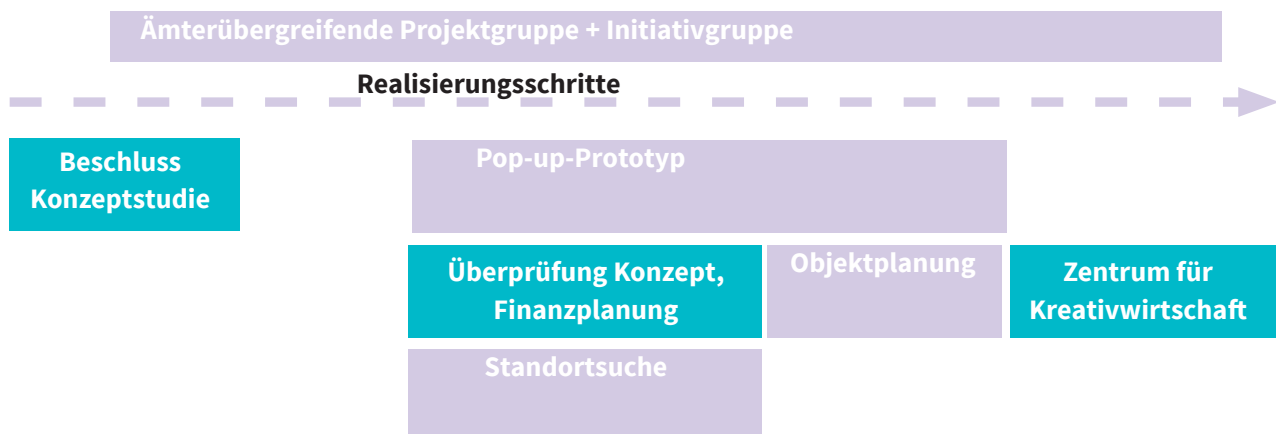 Ämterübergreifende Projektgruppe + Initiativgruppe
Realisierungsschritte
Beschluss
Konzeptstudie
Pop-up-Prototyp
Überprüfung Konzept,
Finanzplanung
Objektplanung
Zentrum für
Kreativwirtschaft
Standortsuche